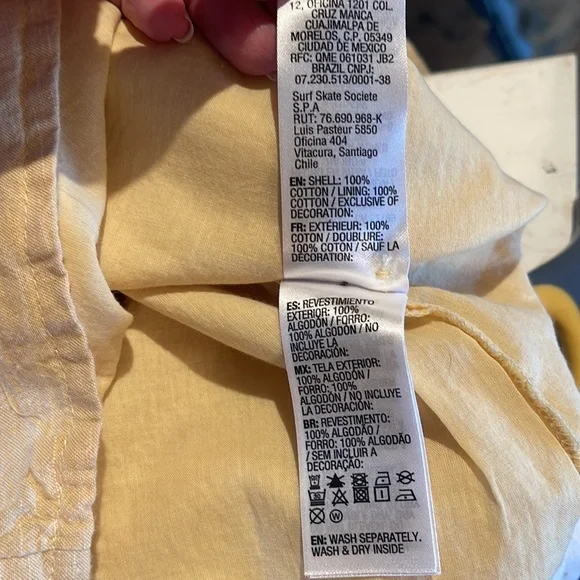 12, OFICINA 1201 COL.
CRUZ MANCA
CUAJIMALPA DE
MORELOS, C.P. 05349
CIUDAD DE MEXICO
RFC: QME 061031 JB2
BRAZIL CNPJ:
07.230.513/0001-38
Surf Skate Societe
S.P.A
RUT: 76.690.968-K
Luis Pasteur 5850
Oficina 404
Vitacura, Santiago
Chile
EN: SHELL: 100%
COTTON / LINING: 100%
COTTON / EXCLUSIVE OF
DECORATION:
FR: EXTÉRIEUR: 100%
COTON / DOUBLURE:
100% COTON / SAUF LA
DÉCORATION:
ES: REVESTIMIENTO
EXTERIOR: 100%
ALGODÓN / FORRO:
100% ALGODÓN / NO
INCLUYE LA
DECORACIÓN:
MX: TELA EXTERIOR:
100% ALGODÓN /
FORRO: 100%
ALGODÓN / NO INCLUYE
LA DECORACIÓN:
BR: REVESTIMENTO:
100% ALGODÃO /
FORRO: 100% ALGODÃO
/ SEM INCLUIR A
DECORAÇÃO:
W
EN: WASH SEPARATELY.
WASH & DRY INSIDE